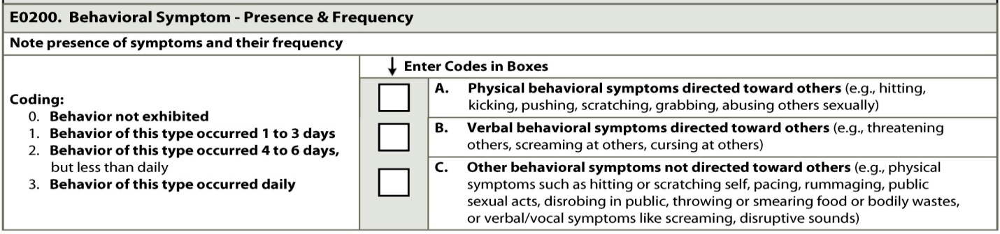 E0200. Behavioral Symptom - Presence & Frequency
Note presence of symptoms and their frequency
Coding:
0. Behavior not exhibited
1. Behavior of this type occurred 1 to 3 days
2. Behavior of this type occurred 4 to 6 days,
but less than daily
3. Behavior of this type occurred daily
↓ Enter Codes in Boxes
A. Physical behavioral symptoms directed toward others (e.g., hitting,
kicking, pushing, scratching, grabbing, abusing others sexually)
B. Verbal behavioral symptoms directed toward others (e.g., threatening
others, screaming at others, cursing at others)
C. Other behavioral symptoms not directed toward others (e.g., physical
symptoms such as hitting or scratching self, pacing, rummaging, public
sexual acts, disrobing in public, throwing or smearing food or bodily wastes,
or verbal/vocal symptoms like screaming, disruptive sounds)